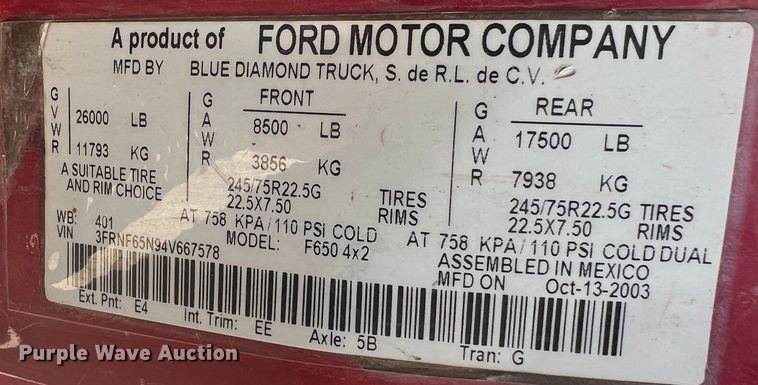 A product of FORD MOTOR COMPANY
MFD BY BLUE DIAMOND TRUCK, S. de R.L. de C.V.
GVWR 26000 LB
11793 KG
A SUITABLE TIRE
AND RIM CHOICE
GAWR FRONT
8500 LB
3856 KG
245/75R22.5G TIRES
22.5X7.50 RIMS
AT 758 KPA/110 PSI COLD
GAWR REAR
17500 LB
7938 KG
245/75R22.5G TIRES
22.5X7.50 RIMS
AT 758 KPA/110 PSI COLD DUAL
WB: 401
VIN 3FRNF65N94V667578
MODEL: F650 4x2
ASSEMBLED IN MEXICO
MFD ON Oct-13-2003
Ext. Pnt: E4 Int. Trim: EE Axle: 5B Tran: G
Purple Wave Auction